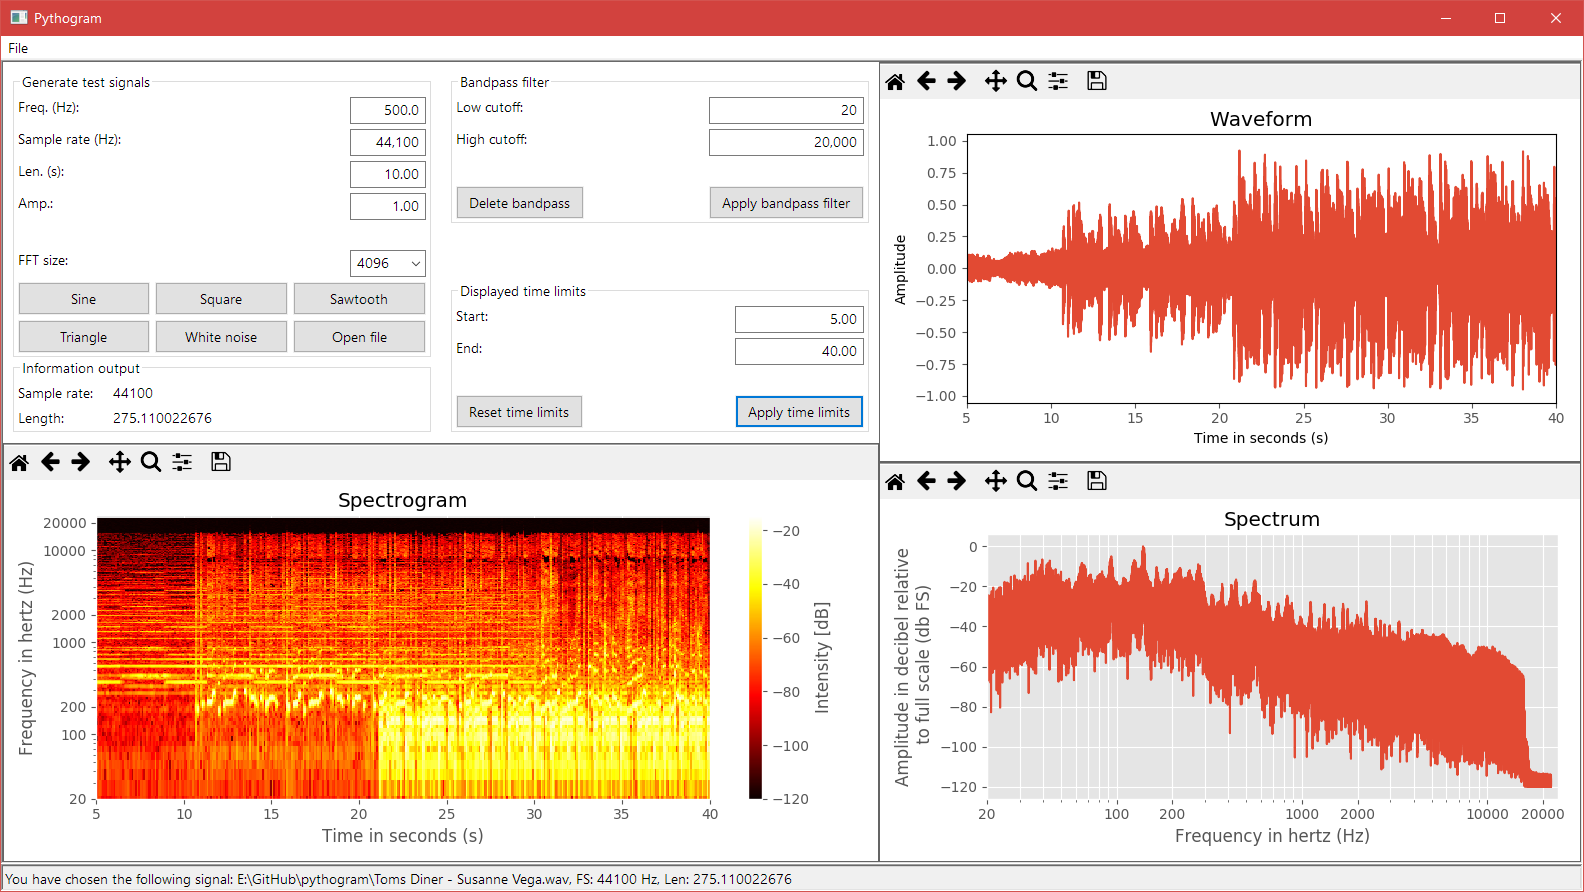 Pythogram
File
Generate test signals
Freq. (Hz):
500.0
Sample rate (Hz):
44,100
Len. (s):
10.00
Amp.:
1.00
FFT size:
4096
Sine
Square
Sawtooth
Triangle
White noise
Open file
Information output
Sample rate:
44100
Length:
275.110022676
Bandpass filter
Low cutoff:
20
High cutoff:
20,000
Delete bandpass
Apply bandpass filter
Displayed time limits
Start:
5.00
End:
40.00
Reset time limits
Apply time limits
Waveform
1.00
0.75
0.50
0.25
0.00
−0.25
−0.50
−0.75
−1.00
Amplitude
5 10 15 20 25 30 35 40
Time in seconds (s)
Spectrogram
20000
10000
2000
1000
200
100
20
Frequency in hertz (Hz)
5 10 15 20 25 30 35 40
Time in seconds (s)
−20
−40
−60
−80
−100
−120
Intensity [dB]
Spectrum
0
−20
−40
−60
−80
−100
−120
Amplitude in decibel relative
to full scale (db FS)
20 100 200 1000 2000 10000 20000
Frequency in hertz (Hz)
You have chosen the following signal: E:\GitHub\pythogram\Toms Diner - Susanne Vega.wav, FS: 44100 Hz, Len: 275.110022676